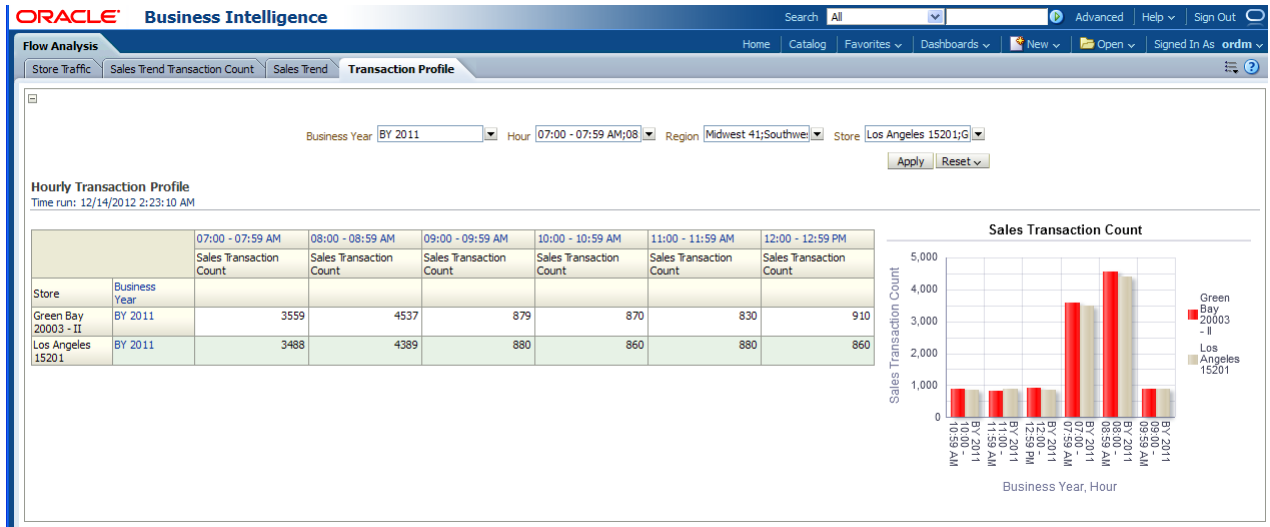 ORACLE Business Intelligence
Search All Advanced Help Sign Out
Flow Analysis
Home Catalog Favorites Dashboards New Open Signed In As ordm
Store Traffic Sales Trend Transaction Count Sales Trend Transaction Profile
Business Year BY 2011 Hour 07:00 - 07:59 AM;08 Region Midwest 41;Southwe: Store Los Angeles 15201;G
Apply Reset
Hourly Transaction Profile
Time run: 12/14/2012 2:23:10 AM
07:00 - 07:59 AM 08:00 - 08:59 AM 09:00 - 09:59 AM 10:00 - 10:59 AM 11:00 - 11:59 AM 12:00 - 12:59 PM
Sales Transaction Sales Transaction Sales Transaction Sales Transaction Sales Transaction Sales Transaction
Count Count Count Count Count Count
Store Business
Year
Green Bay BY 2011 3559 4537 879 870 830 910
20003 - II
Los Angeles BY 2011 3488 4389 880 860 880 860
15201
Sales Transaction Count
Sales Transaction Count
5,000
4,000
3,000
2,000
1,000
0
BY 2011
10:00 -
10:59 AM
BY 2011
11:00 -
11:59 AM
BY 2011
12:00 -
12:59 PM
BY 2011
07:00 -
07:59 AM
BY 2011
08:00 -
08:59 AM
BY 2011
09:00 -
09:59 AM
Business Year, Hour
Green
Bay
20003
- II
Los
Angeles
15201